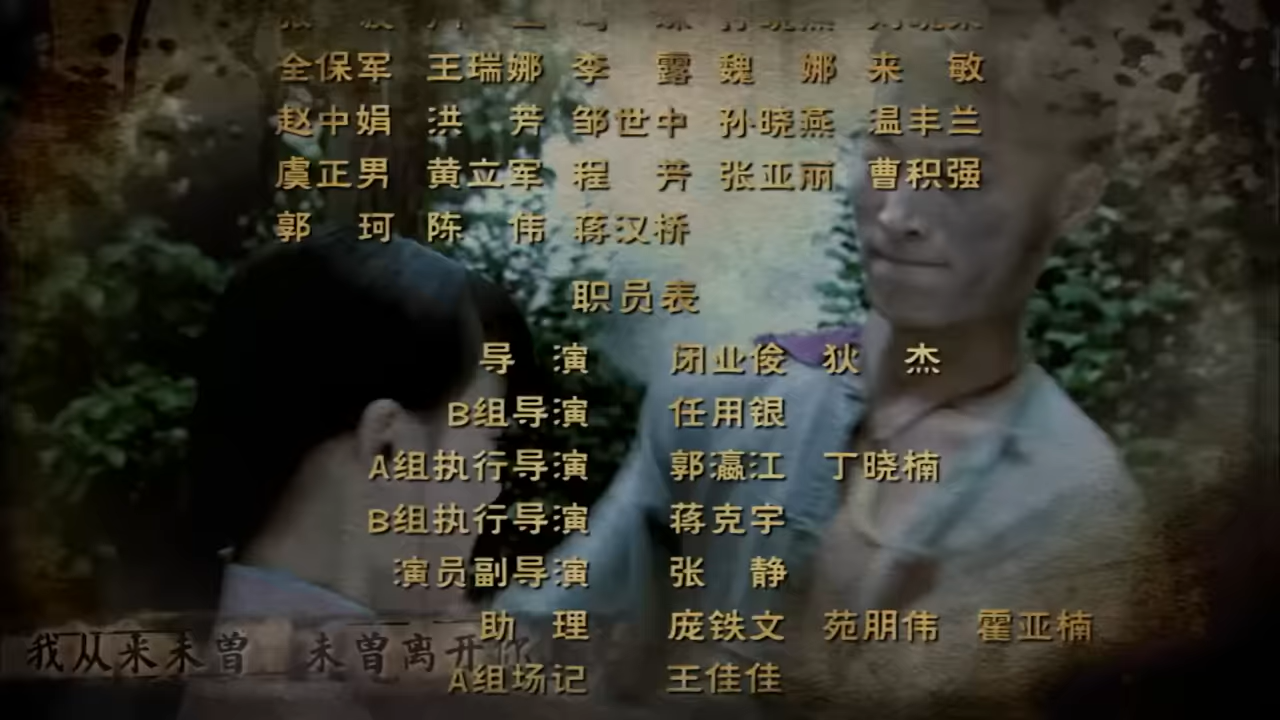 全保军 王瑞娜 李 露 魏 娜 来 敏
赵中娟 洪 芳 邹世中 孙晓燕 温丰兰
虞正男 黄立军 程 芳 张亚丽 曹积强
郭 珂 陈 伟 蒋汉桥
职员表
导 演 闭业俊 狄 杰
B组导演 任用银
A组执行导演 郭瀛江 丁晓楠
B组执行导演 蒋克宇
演员副导演 张 静
助 理 庞铁文 苑朋伟 霍亚楠
我从来未曾 未曾离开你
A组场记 王佳佳